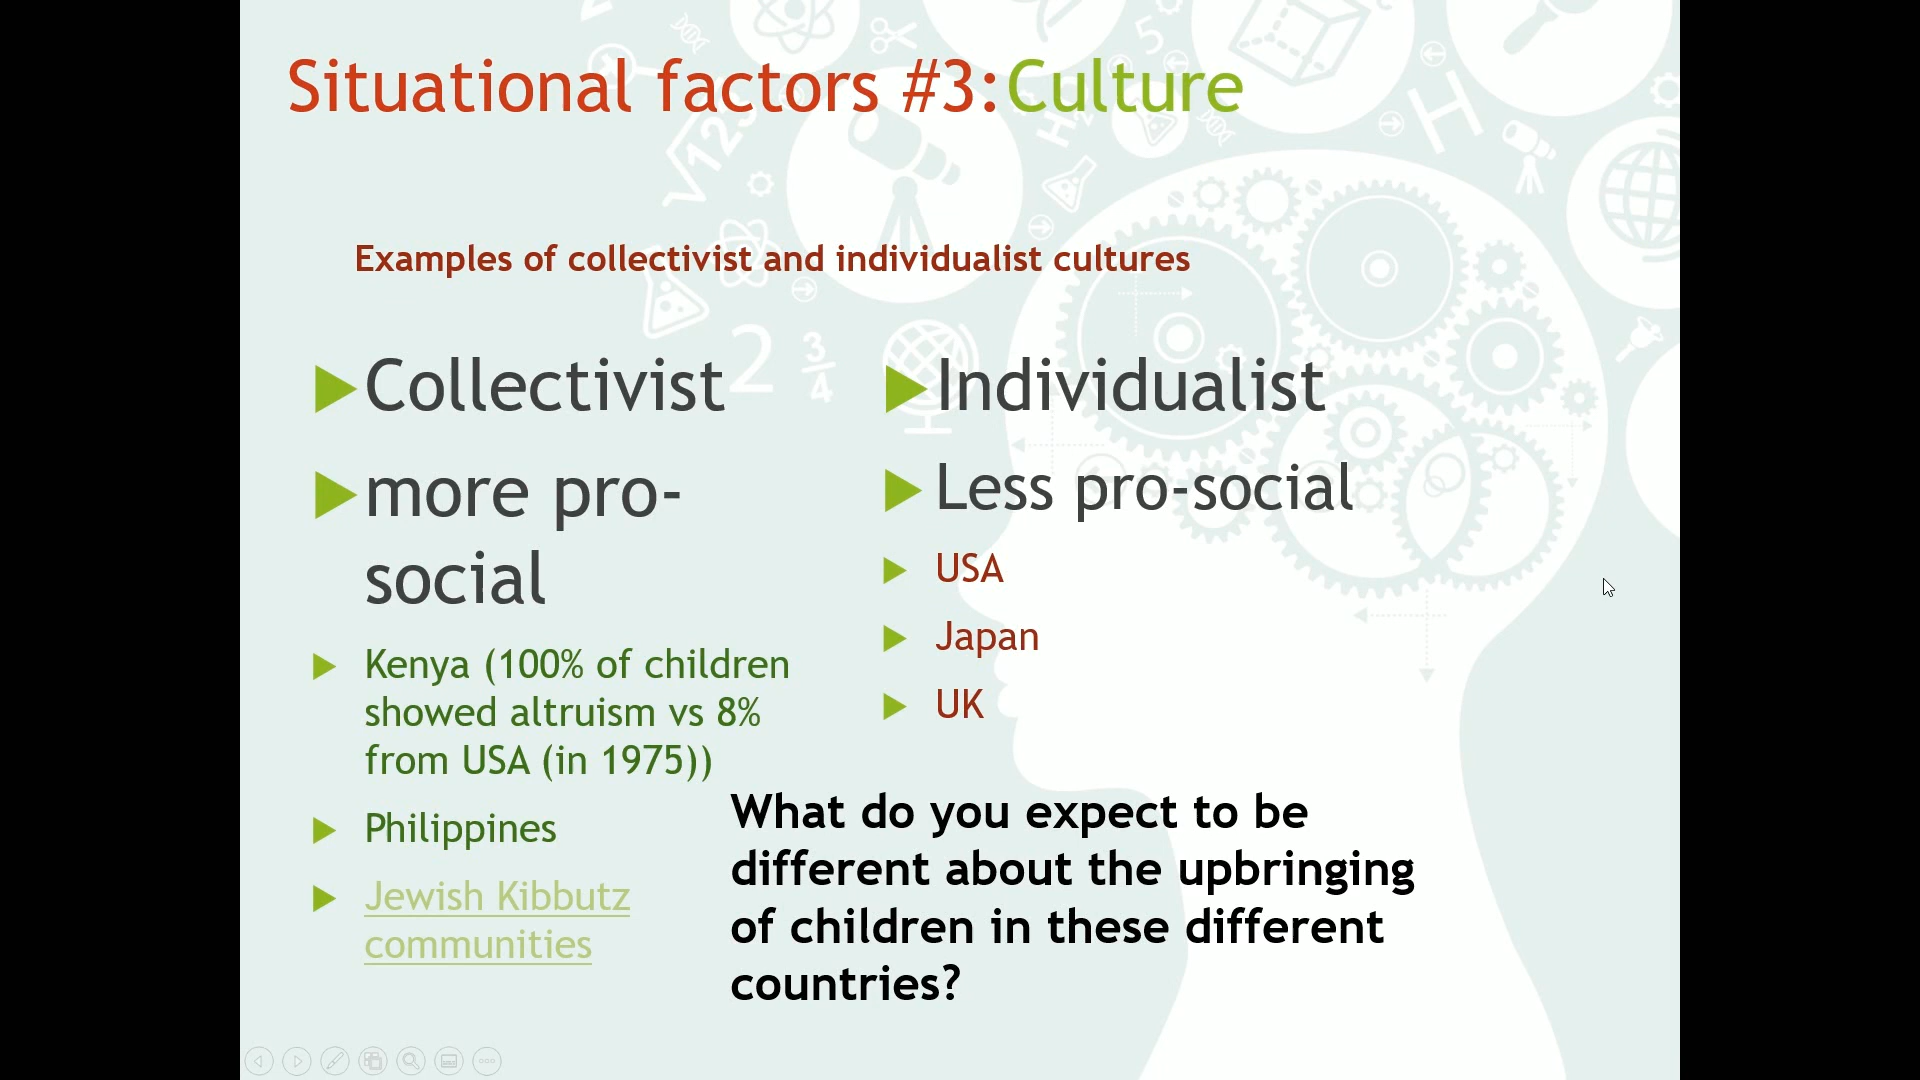 Situational factors #3:Culture
Examples of collectivist and individualist cultures
Collectivist
more pro-
social
Kenya (100% of children
showed altruism vs 8%
from USA (in 1975))
Philippines
Jewish Kibbutz
communities
Individualist
Less pro-social
USA
Japan
UK
What do you expect to be
different about the upbringing
of children in these different
countries?